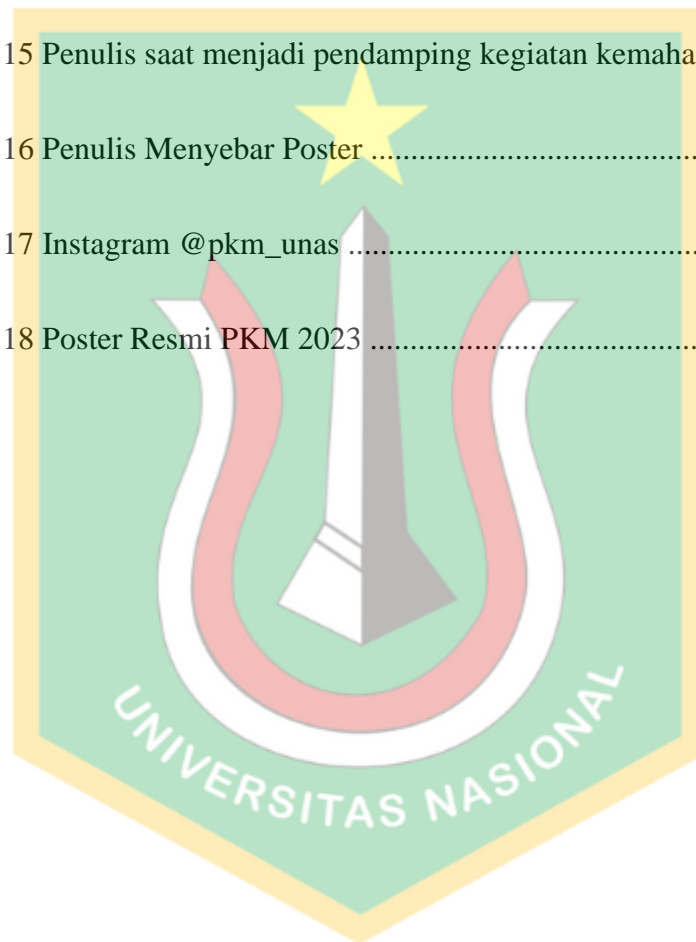 15 Penulis saat menjadi pendamping kegiatan kemaha
16 Penulis Menyebar Poster .....................................
17 Instagram @pkm_unas ........................................
18 Poster Resmi PKM 2023 .....................................
UNIVERSITAS NASIONAL